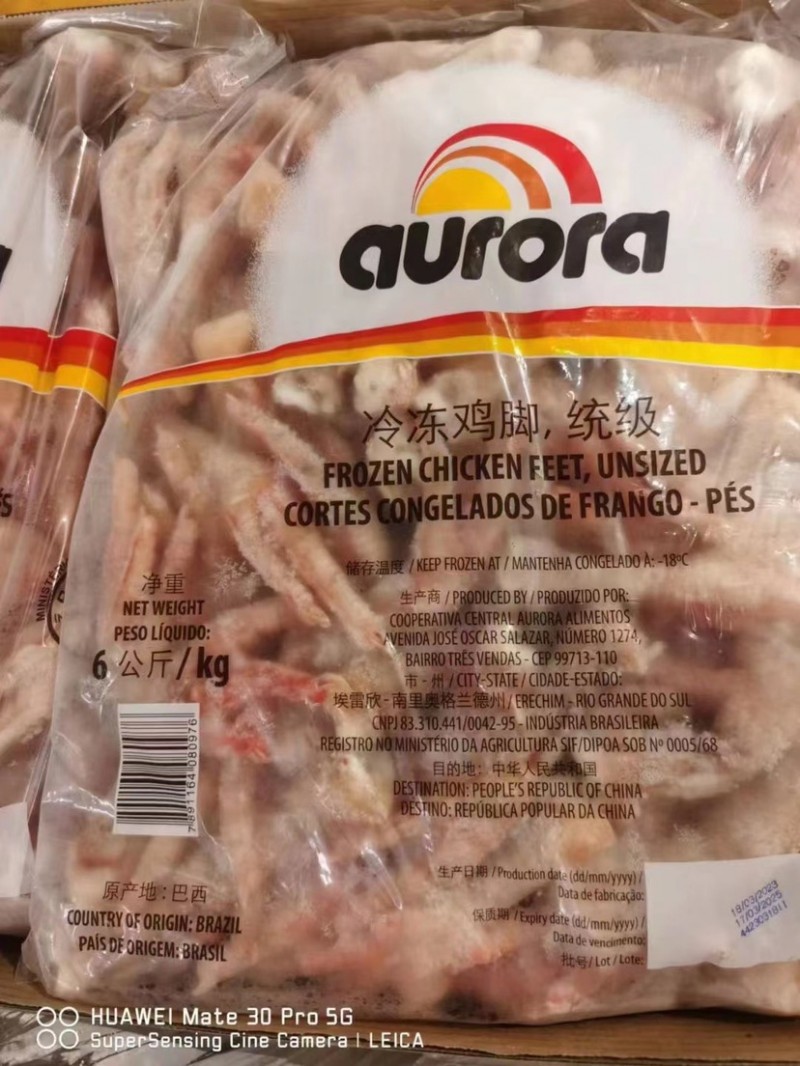 aurora
冷冻鸡脚, 统级
FROZEN CHICKEN FEET, UNSIZED
CORTES CONGELADOS DE FRANGO - PÉS
储存温度 / KEEP FROZEN AT / MANTENHA CONGELADO À: -18ºC
生产商 / PRODUCED BY / PRODUZIDO POR:
COOPERATIVA CENTRAL AURORA ALIMENTOS
AVENIDA JOSÉ OSCAR SALAZAR, NÚMERO 1274,
BAIRRO TRÊS VENDAS - CEP 99713-110
市 - 州 / CITY-STATE / CIDADE-ESTADO:
埃雷欣 - 南里奥格兰德州 / ERECHIM - RIO GRANDE DO SUL
CNPJ 83.310.441/0042-95 - INDÚSTRIA BRASILEIRA
REGISTRO NO MINISTÉRIO DA AGRICULTURA SIF/DIPOA SOB Nº 0005/68
目的地: 中华人民共和国
DESTINATION: PEOPLE'S REPUBLIC OF CHINA
DESTINO: REPÚBLICA POPULAR DA CHINA
净重
NET WEIGHT
PESO LÍQUIDO:
6 公斤/kg
7891164080976
原产地:巴西
COUNTRY OF ORIGIN: BRAZIL
PAÍS DE ORIGEM: BRASIL
生产日期 / Production date (dd/mm/yyyy) /
Data de fabricação:
保质期 / Expiry date (dd/mm/yyyy) /
Data de vencimento:
批号 / Lot / Lote:
18/03/2023
17/03/2025
ÉS
HUAWEI Mate 30 Pro 5G
SuperSensing Cine Camera | LEICA